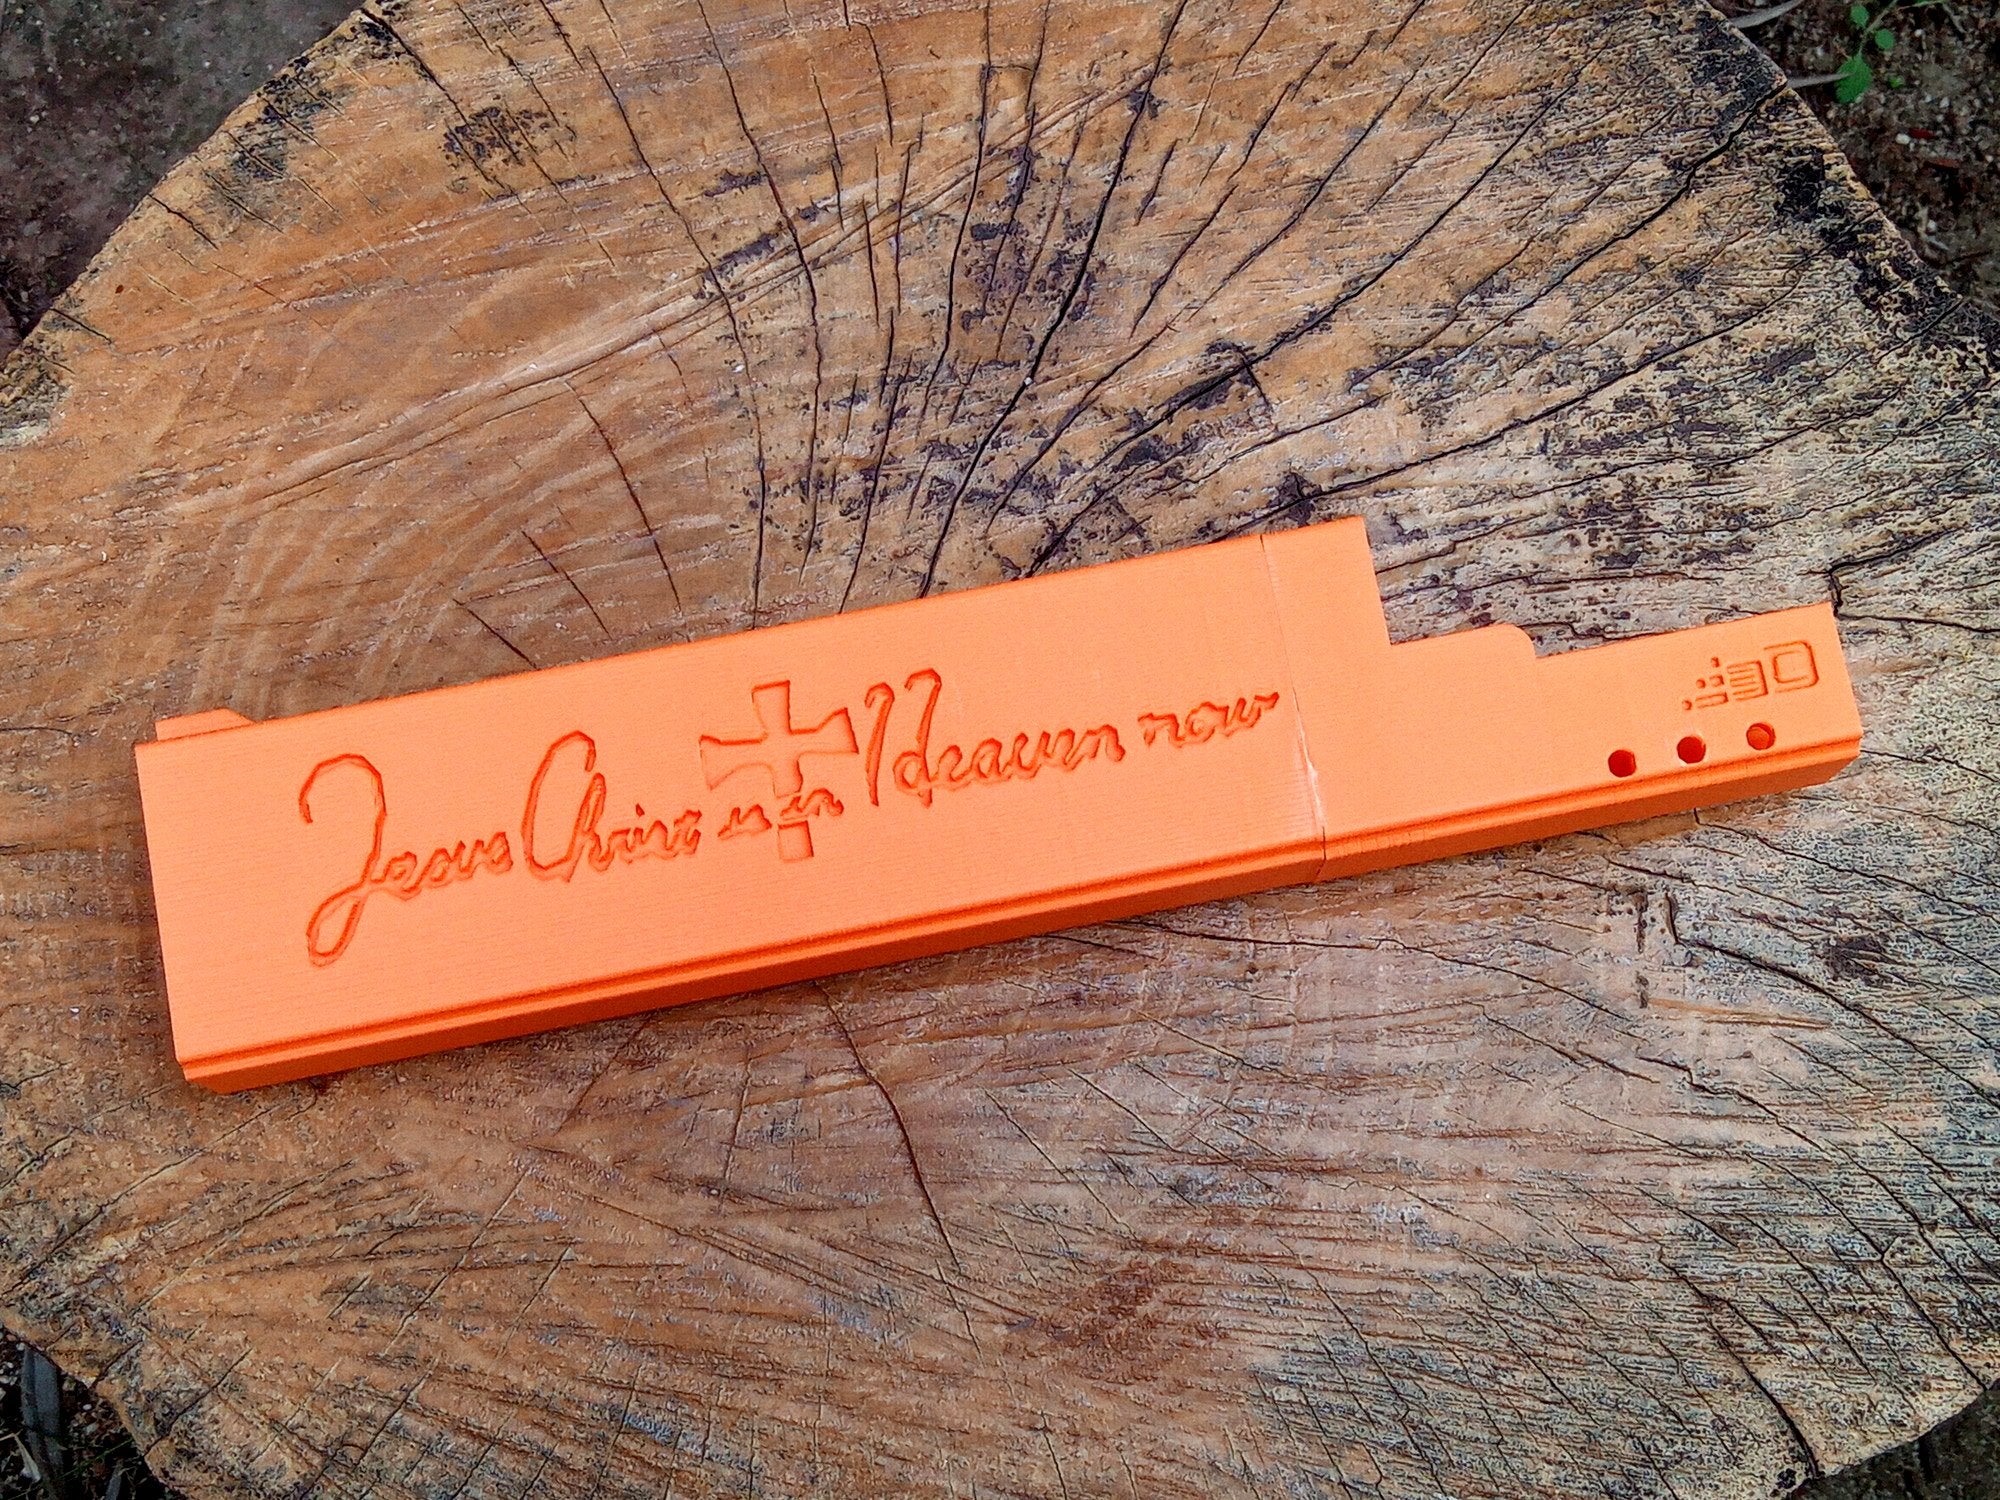 Jesus Christ is in Heaven now